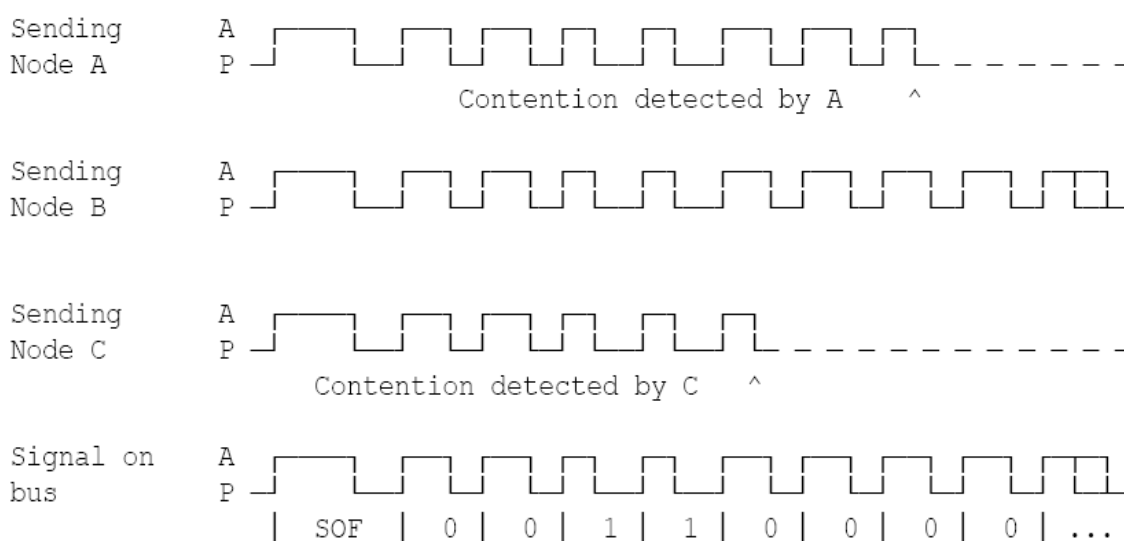 Sending A
Node A P
Contention detected by A ^
Sending A
Node B P
Sending A
Node C P
Contention detected by C ^
Signal on A
bus P
| SOF | 0 | 0 | 1 | 1 | 0 | 0 | 0 | 0 | ...